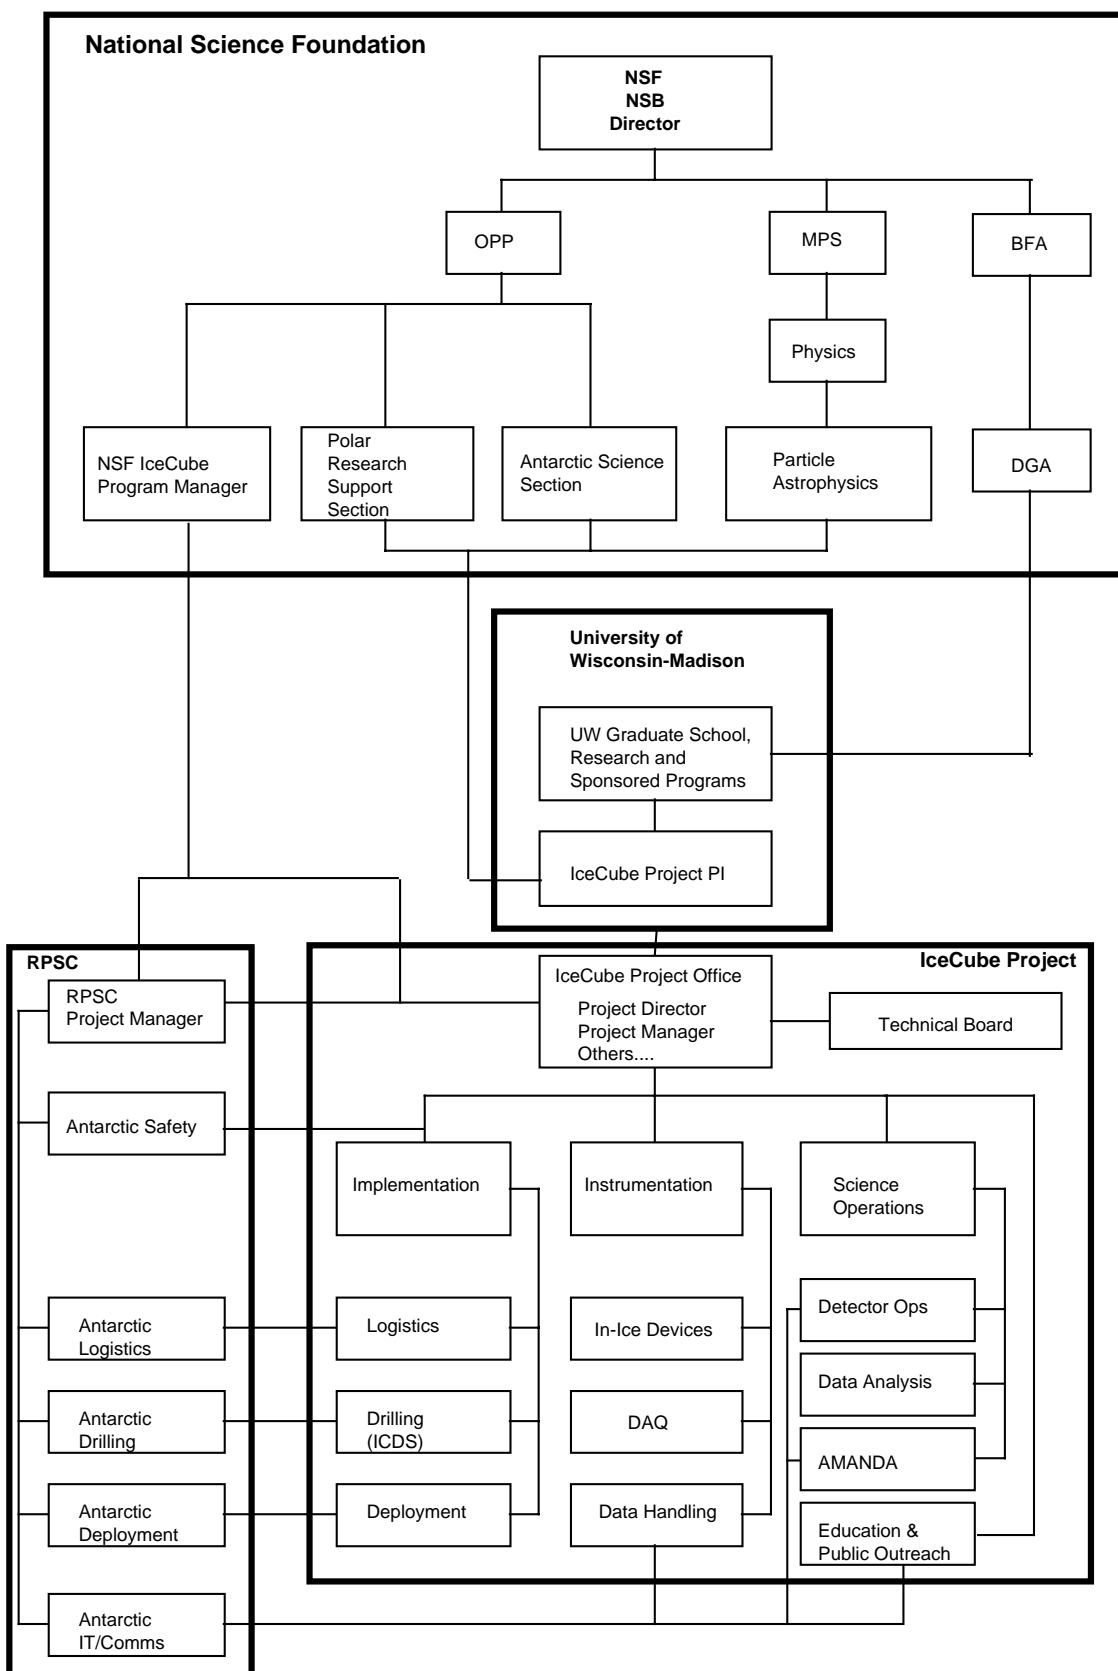 National Science Foundation
NSF
NSB
Director
OPP
MPS
BFA
Physics
NSF IceCube
Program Manager
Polar
Research
Support
Section
Antarctic Science
Section
Particle
Astrophysics
DGA
University of
Wisconsin-Madison
UW Graduate School,
Research and
Sponsored Programs
IceCube Project PI
RPSC
RPSC
Project Manager
Antarctic Safety
Antarctic
Logistics
Antarctic
Drilling
Antarctic
Deployment
Antarctic
IT/Comms
IceCube Project
IceCube Project Office
Project Director
Project Manager
Others....
Technical Board
Implementation
Instrumentation
Science
Operations
Logistics
In-Ice Devices
Detector Ops
Data Analysis
Drilling
(ICDS)
DAQ
AMANDA
Deployment
Data Handling
Education &
Public Outreach